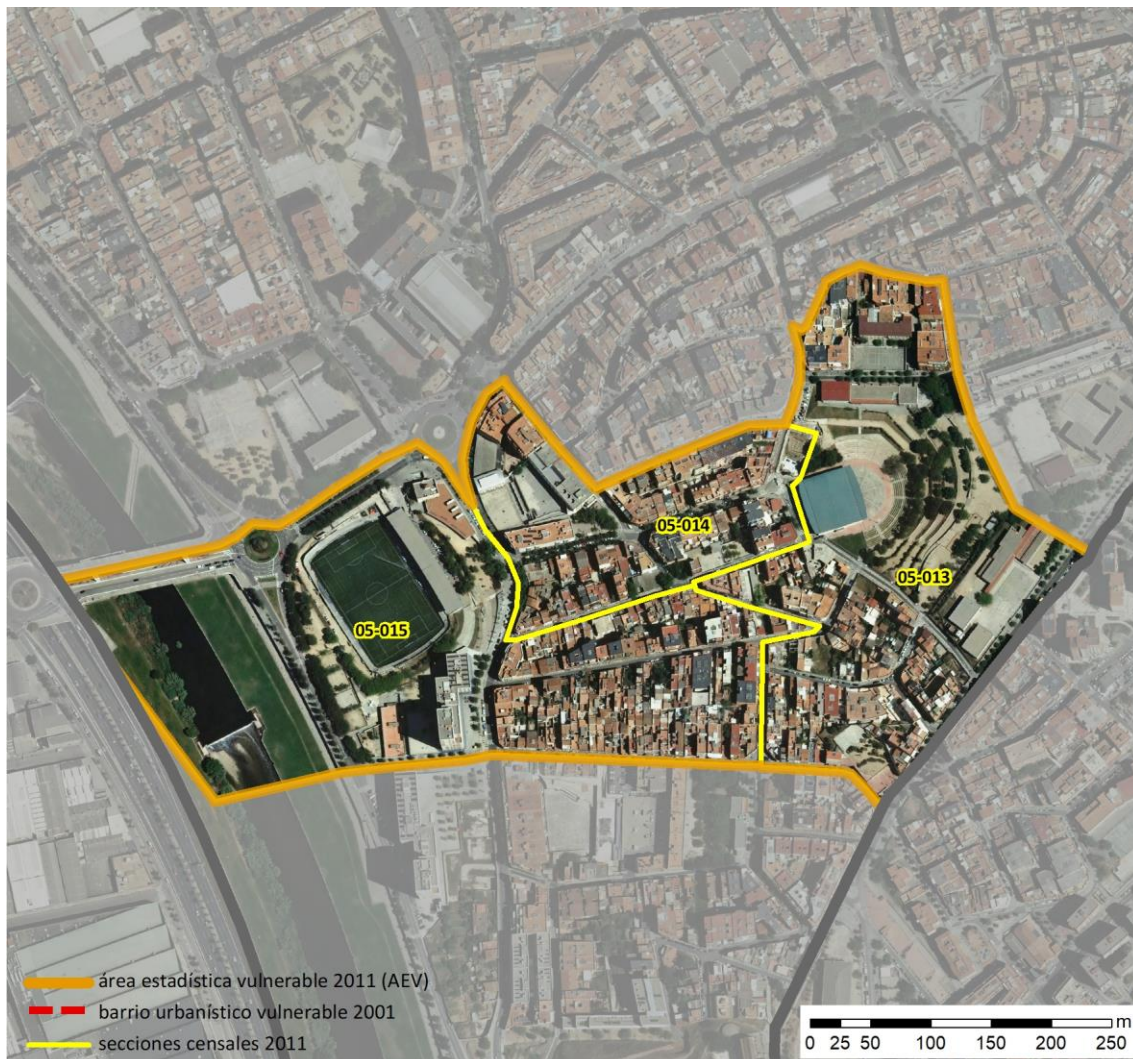 05-014
05-013
05-015
área estadística vulnerable 2011 (AEV)
barrio urbanístico vulnerable 2001
secciones censales 2011
m
0 25 50 100 150 200 250